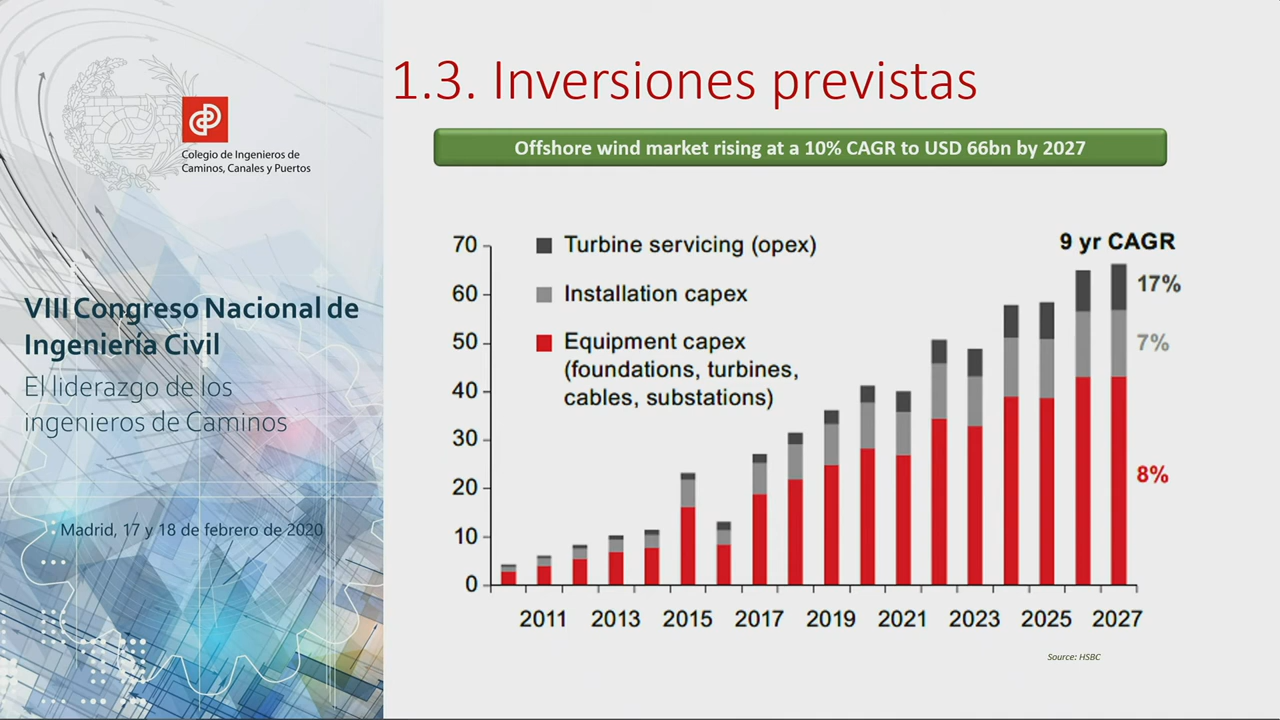 Colegio de Ingenieros de
Caminos, Canales y Puertos
VIII Congreso Nacional de
Ingeniería Civil
El liderazgo de los
ingenieros de Caminos
Madrid, 17 y 18 de febrero de 2020
1.3. Inversiones previstas
Offshore wind market rising at a 10% CAGR to USD 66bn by 2027
70
60
50
40
30
20
10
0
Turbine servicing (opex)
Installation capex
Equipment capex
(foundations, turbines,
cables, substations)
9 yr CAGR
17%
7%
8%
2011 2013 2015 2017 2019 2021 2023 2025 2027
Source: HSBC